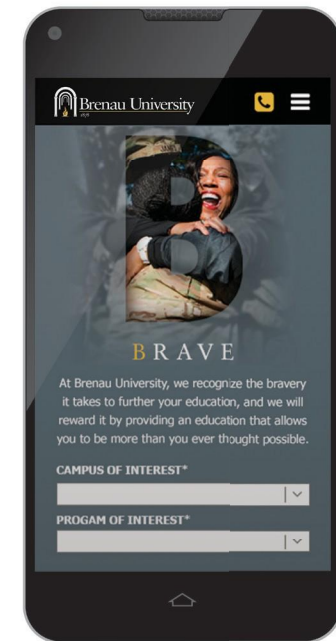 Brenau University
1878
B
BRAVE
At Brenau University, we recognize the bravery
it takes to further your education, and we will
reward it by providing an education that allows
you to be more than you ever thought possible.
CAMPUS OF INTEREST*
PROGAM OF INTEREST*